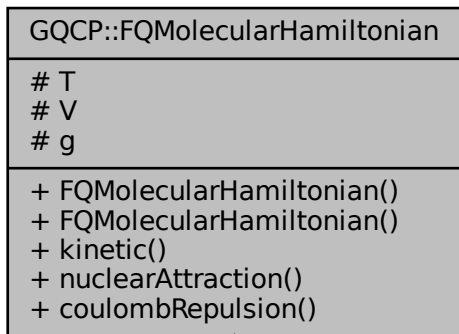 GQCP::FQMolecularHamiltonian
# T
# V
# g
+ FQMolecularHamiltonian()
+ FQMolecularHamiltonian()
+ kinetic()
+ nuclearAttraction()
+ coulombRepulsion()